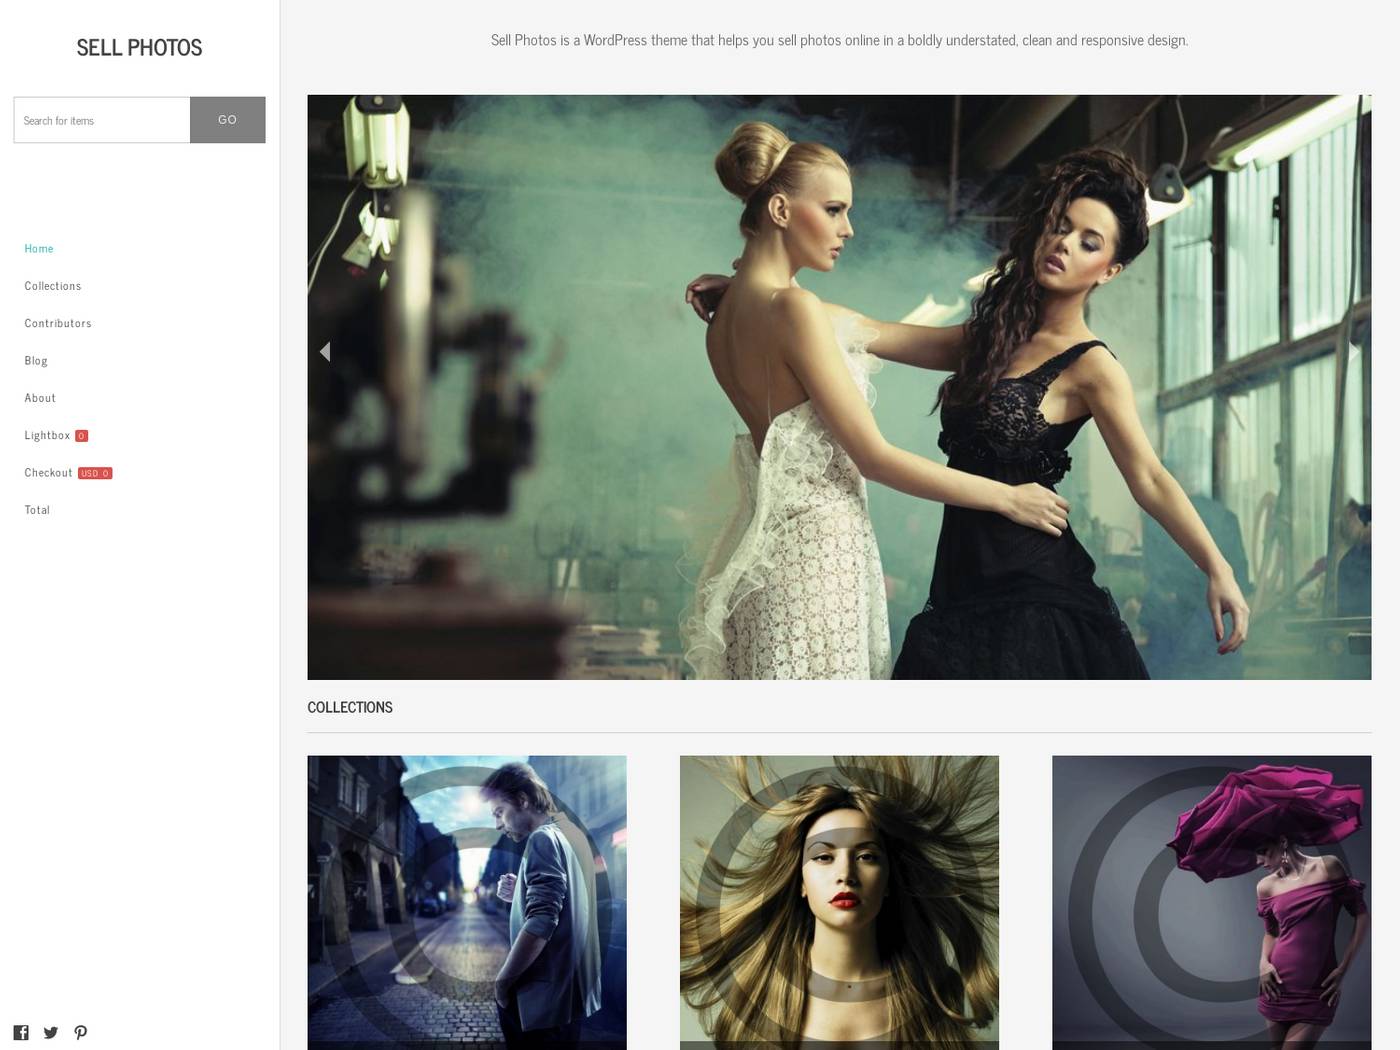 SELL PHOTOS
Search for items
GO
Home
Collections
Contributors
Blog
About
Lightbox 0
Checkout USD 0
Total
Sell Photos is a WordPress theme that helps you sell photos online in a boldly understated, clean and responsive design.
COLLECTIONS